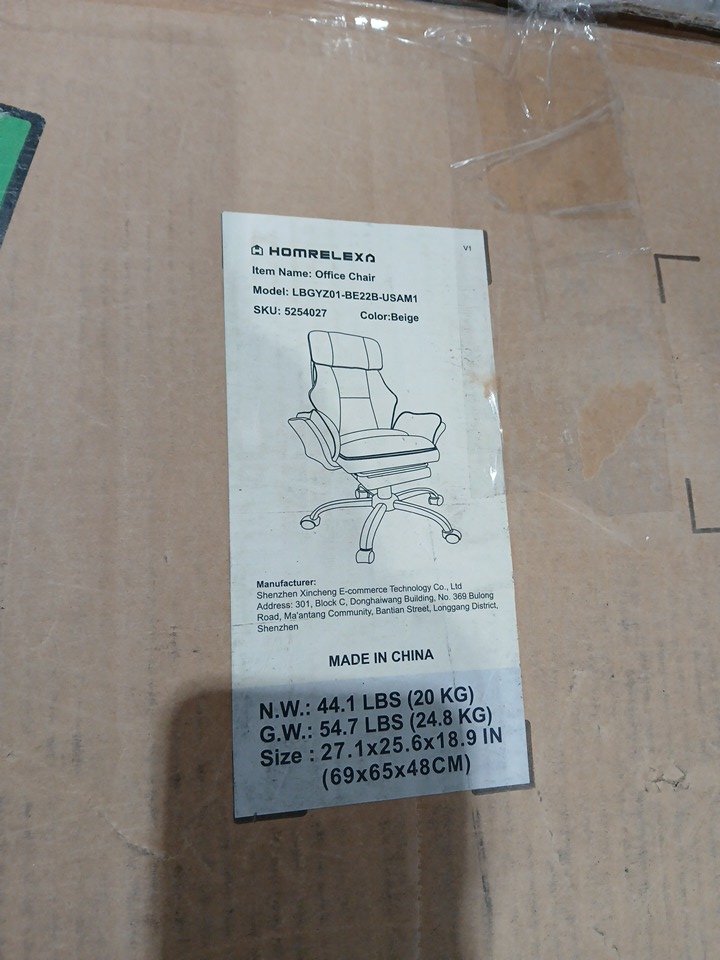 HOMRELEXA
V1
Item Name: Office Chair
Model: LBGYZ01-BE22B-USAM1
SKU: 5254027 Color:Beige
Manufacturer:
Shenzhen Xincheng E-commerce Technology Co., Ltd
Address: 301, Block C, Donghaiwang Building, No. 369 Bulong
Road, Ma'antang Community, Bantian Street, Longgang District,
Shenzhen
MADE IN CHINA
N.W.: 44.1 LBS (20 KG)
G.W.: 54.7 LBS (24.8 KG)
Size : 27.1x25.6x18.9 IN
(69x65x48CM)